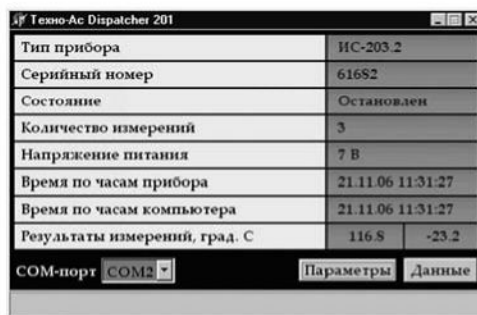 Техно-Ас Dispatcher 201
Тип прибора ИС-203.2
Серийный номер 61682
Состояние Остановлен
Количество измерений 3
Напряжение питания 7 В
Время по часам прибора 21.11.06 11:31:27
Время по часам компьютера 21.11.06 11:31:27
Результаты измерений, град. С 116.8 -23.2
COM-порт COM2 Параметры Данные